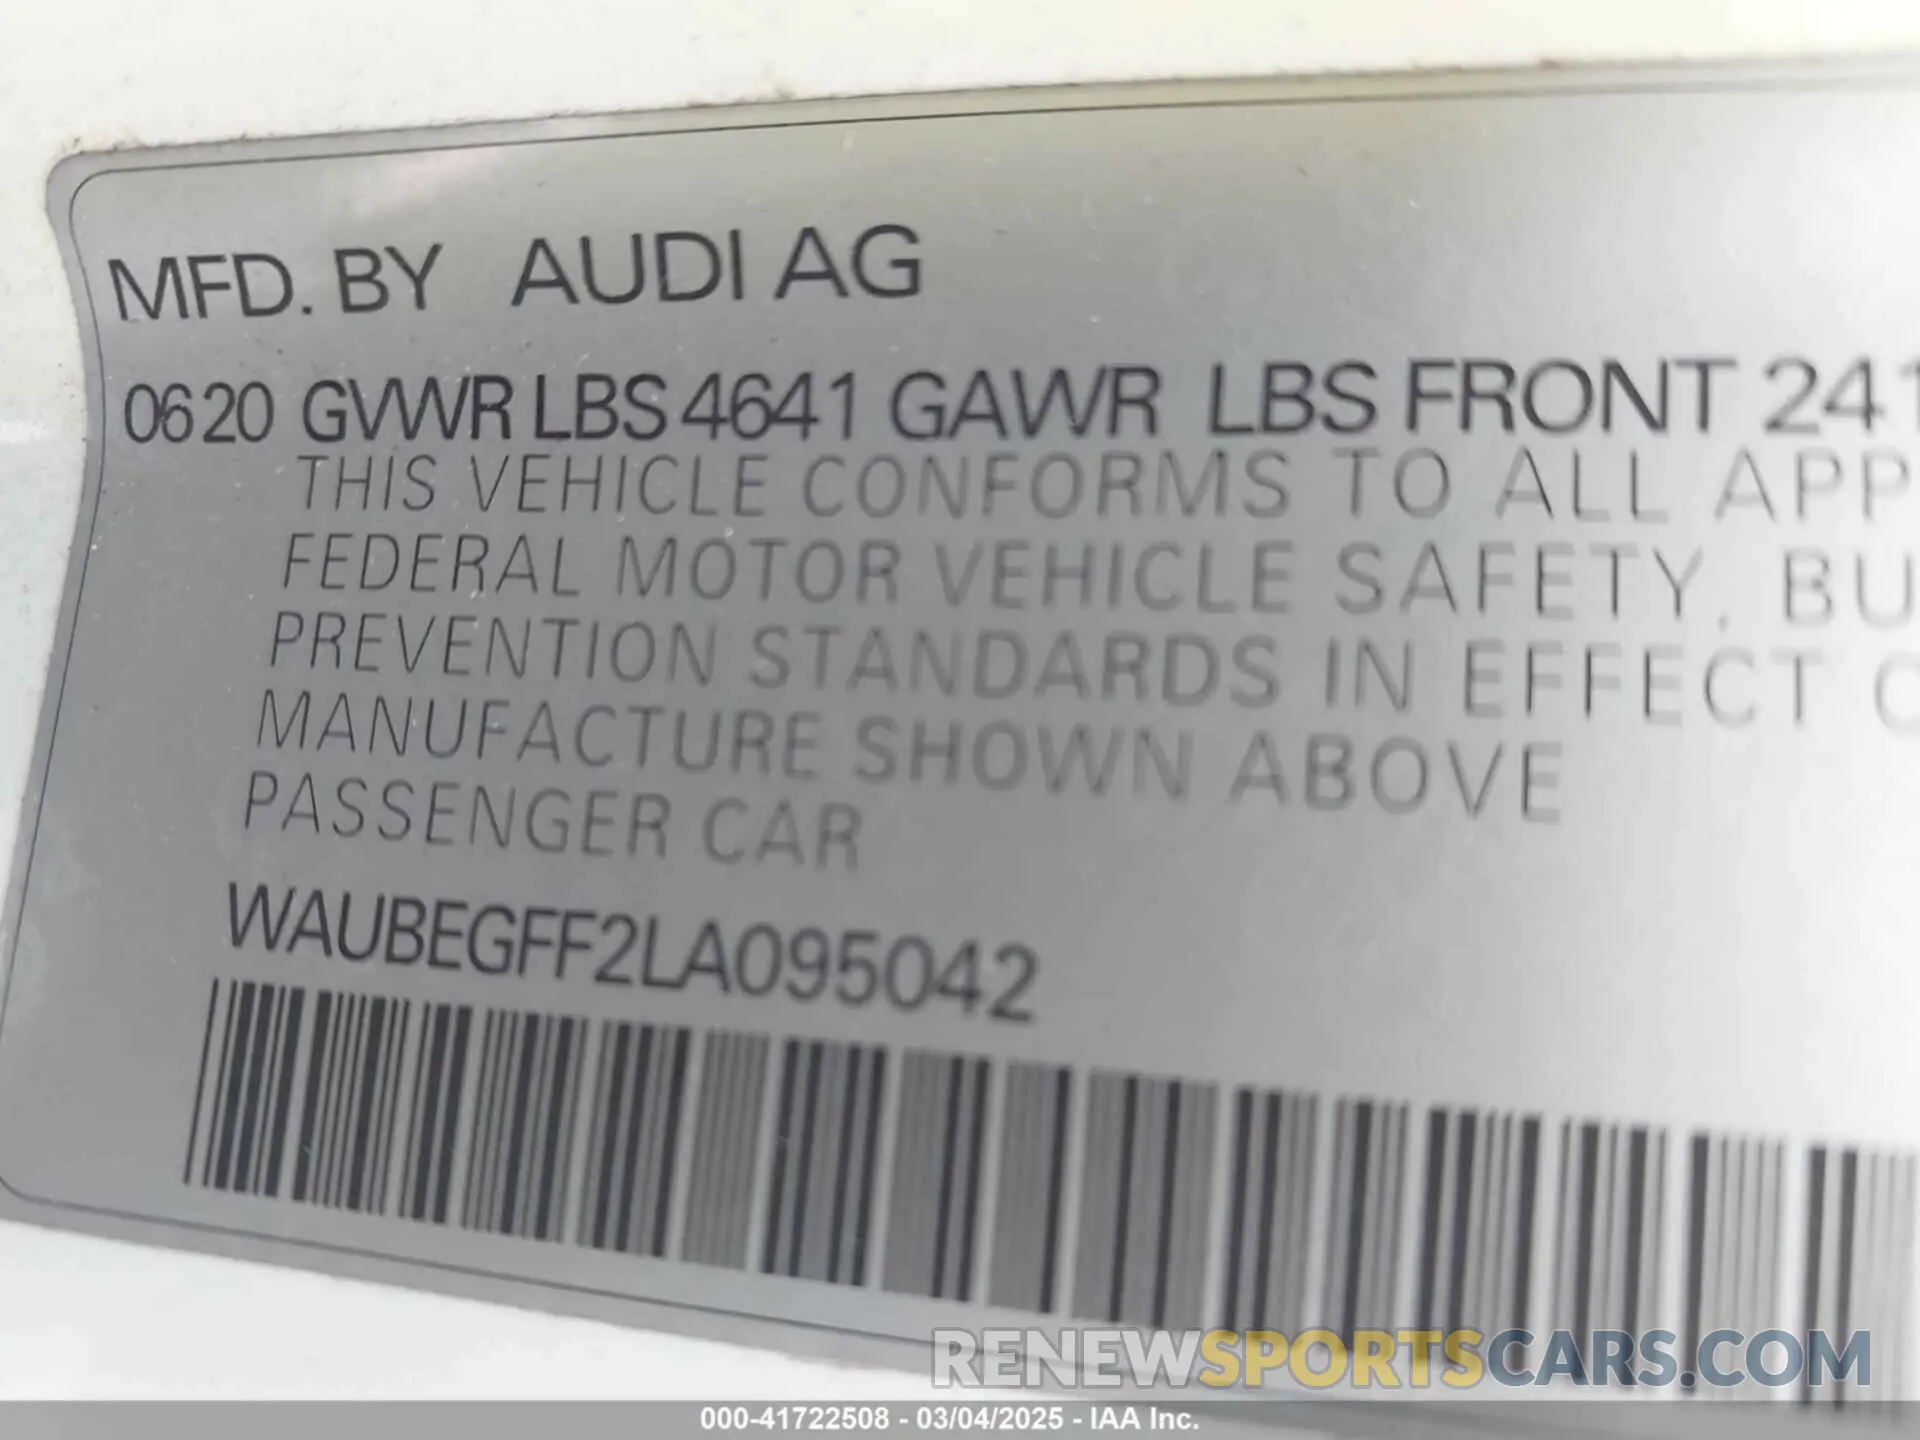 MFD. BY AUDI AG
0620 GVWR LBS 4641 GAWR LBS FRONT 241
THIS VEHICLE CONFORMS TO ALL APP
FEDERAL MOTOR VEHICLE SAFETY, BU
PREVENTION STANDARDS IN EFFECT O
MANUFACTURE SHOWN ABOVE
PASSENGER CAR
WAUBEGFF2LA095042
RENEWSPORTSCARS.COM
000-41722508 - 03/04/2025 - IAA Inc.